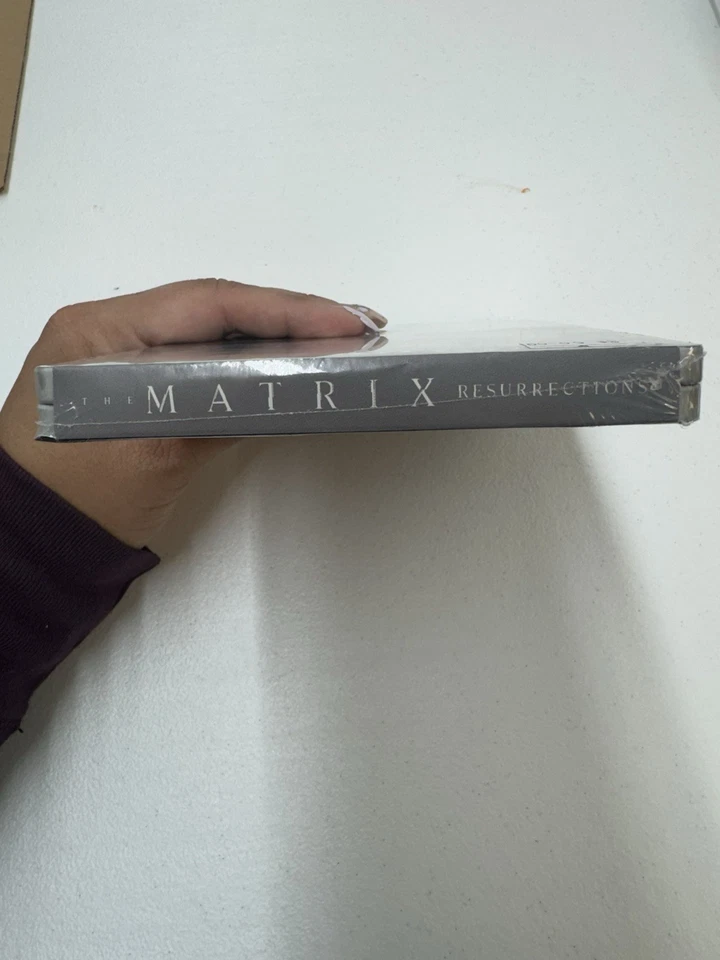 THE MATRIX RESURRECTIONS